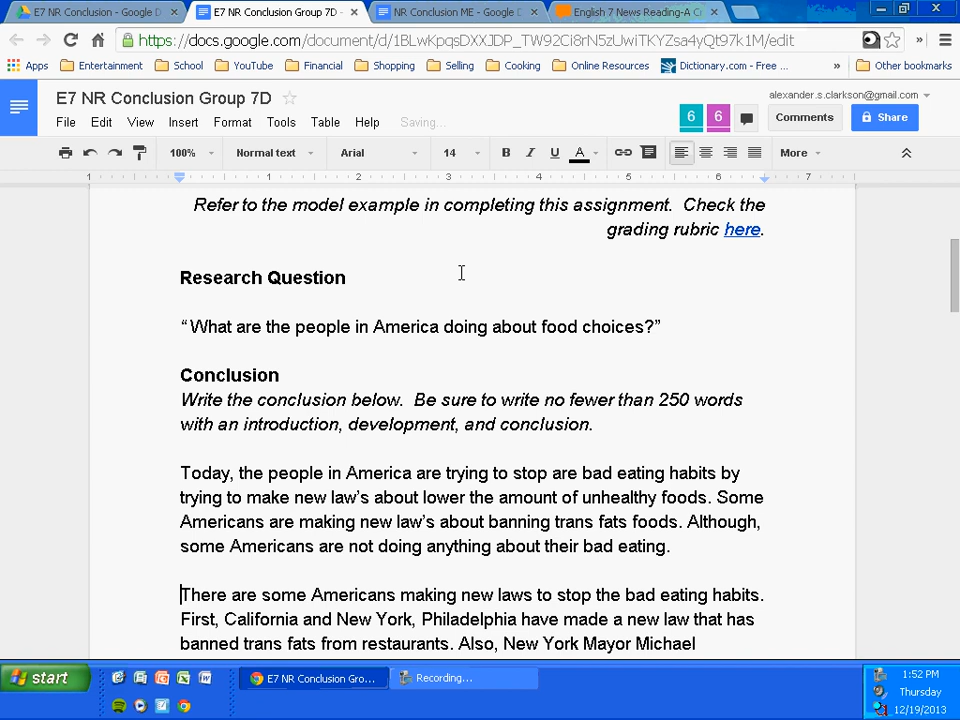 E7 NR Conclusion - Google D
E7 NR Conclusion Group 7D -
NR Conclusion ME - Google D
English 7 News Reading-A Cr
https://docs.google.com/document/d/1BLwKpqsDXXJDP_TW92Ci8rN5zUwiTKYZsa4yQt97k1M/edit
Apps Entertainment School YouTube Financial Shopping Selling Cooking Online Resources Dictionary.com - Free ... » Other bookmarks
alexander.s.clarkson@gmail.com
E7 NR Conclusion Group 7D
6 6 Comments Share
File Edit View Insert Format Tools Table Help Saving...
100% Normal text Arial 14 B I U A More
1 1 2 3 4 5 6 7
Refer to the model example in completing this assignment. Check the
grading rubric here.
Research Question
“What are the people in America doing about food choices?”
Conclusion
Write the conclusion below. Be sure to write no fewer than 250 words
with an introduction, development, and conclusion.
Today, the people in America are trying to stop are bad eating habits by
trying to make new law’s about lower the amount of unhealthy foods. Some
Americans are making new law’s about banning trans fats foods. Although,
some Americans are not doing anything about their bad eating.
There are some Americans making new laws to stop the bad eating habits.
First, California and New York, Philadelphia have made a new law that has
banned trans fats from restaurants. Also, New York Mayor Michael
start
E7 NR Conclusion Gro...
Recording...
1:52 PM
Thursday
12/19/2013